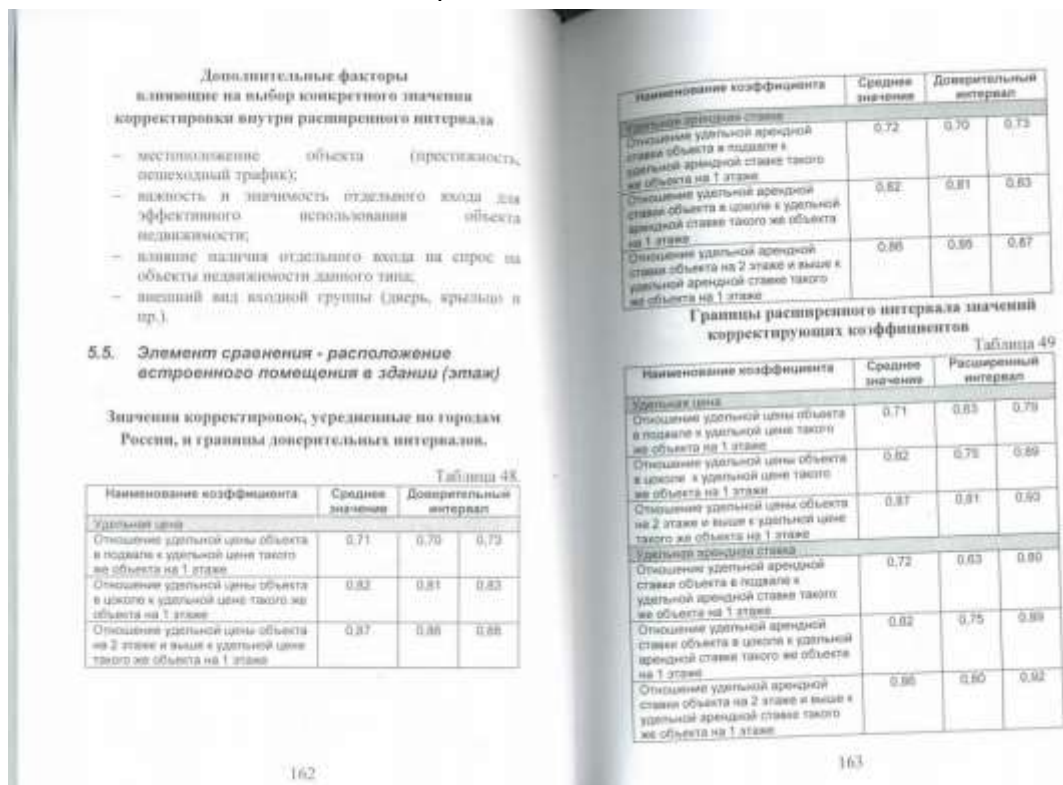 Дополнительные факторы
влияющие на выбор конкретного значения
корректировки внутри расширенного интервала
– местоположение объекта (престижность,
пешеходный трафик);
– важность и значимость отдельного входа для
эффективного использования объекта
недвижимости;
– влияние наличия отдельного входа на спрос на
объекты недвижимости данного типа;
– внешний вид входной группы (дверь, крыльцо и
пр.).
5.5. Элемент сравнения - расположение
встроенного помещения в здании (этаж)
Значения корректировок, усредненные по городам
России, и границы доверительных интервалов.
Таблица 48.
Наименование коэффициента Среднее Доверительный
значение интервал
Удельная цена
Отношение удельной цены объекта 0,71 0,70 0,73
в подвале к удельной цене такого
же объекта на 1 этаже
Отношение удельной цены объекта 0,82 0,81 0,83
в цоколе к удельной цене такого же
объекта на 1 этаже
Отношение удельной цены объекта 0,87 0,86 0,88
на 2 этаже и выше к удельной цене
такого же объекта на 1 этаже
162
Наименование коэффициента Среднее Доверительный
значение интервал
Удельная арендная ставка
Отношение удельной арендной 0,72 0,70 0,73
ставки объекта в подвале к
удельной арендной ставке такого
же объекта на 1 этаже
Отношение удельной арендной 0,82 0,81 0,83
ставки объекта в цоколе к удельной
арендной ставке такого же объекта
на 1 этаже
Отношение удельной арендной 0,86 0,87
ставки объекта на 2 этаже и выше к
удельной арендной ставке такого
же объекта на 1 этаже
Границы расширенного интервала значений
корректирующих коэффициентов
Таблица 49
Наименование коэффициента Среднее Расширенный
значение интервал
Удельная цена
Отношение удельной цены объекта 0,71 0,63 0,79
в подвале к удельной цене такого
же объекта на 1 этаже
Отношение удельной цены объекта 0,82 0,75 0,89
в цоколе к удельной цене такого
же объекта на 1 этаже
Отношение удельной цены объекта 0,87 0,81 0,93
на 2 этаже и выше к удельной цене
такого же объекта на 1 этаже
Удельная арендная ставка
Отношение удельной арендной 0,72 0,63 0,80
ставки объекта в подвале к
удельной арендной ставке такого
же объекта на 1 этаже
Отношение удельной арендной 0,82 0,75 0,89
ставки объекта в цоколе к удельной
арендной ставке такого же объекта
на 1 этаже
Отношение удельной арендной 0,86 0,80 0,92
ставки объекта на 2 этаже и выше к
удельной арендной ставке такого
же объекта на 1 этаже
163